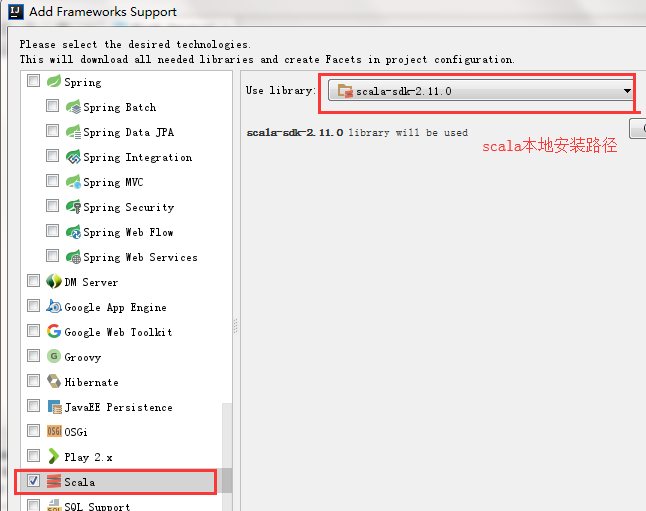 Add Frameworks Support
Please select the desired technologies.
This will download all needed libraries and create Facets in project configuration.
Spring
Spring Batch
Spring Data JPA
Spring Integration
Spring MVC
Spring Security
Spring Web Flow
Spring Web Services
DM Server
Google App Engine
Google Web Toolkit
Groovy
Hibernate
JavaEE Persistence
OSGi
Play 2.x
Scala
SQL Support
Use library:
scala-sdk-2.11.0
scala-sdk-2.11.0 library will be used
scala本地安装路径